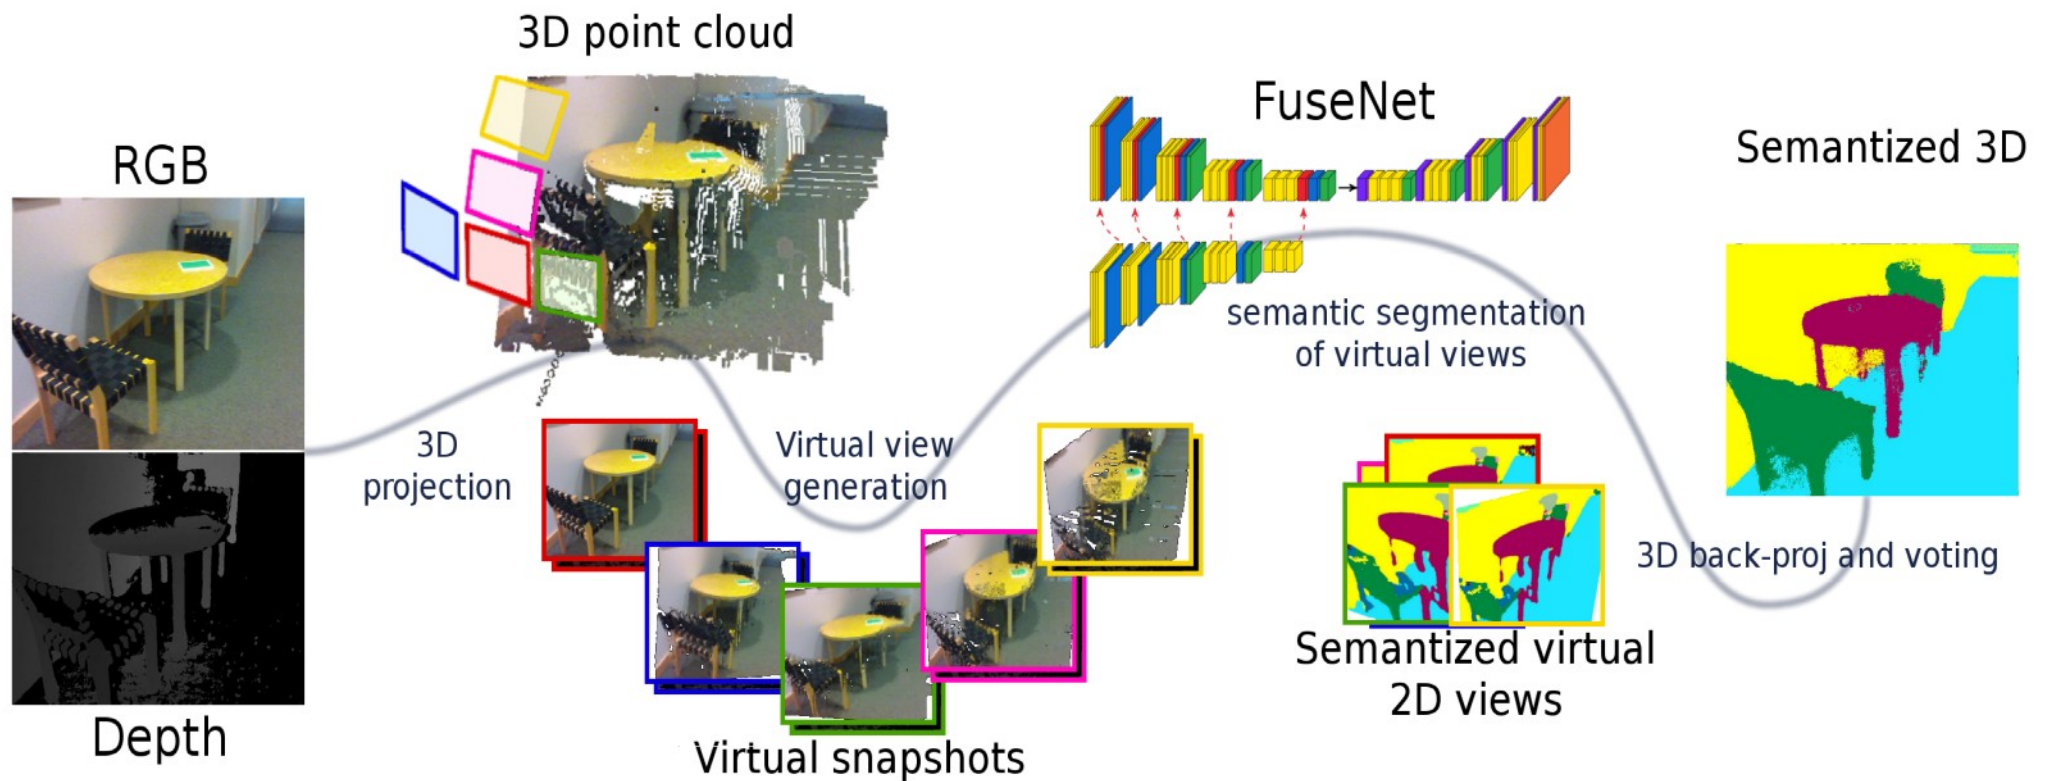 3D point cloud
RGB
Depth
3D
projection
Virtual view
generation
Virtual snapshots
FuseNet
semantic segmentation
of virtual views
Semantized virtual
2D views
3D back-proj and voting
Semantized 3D